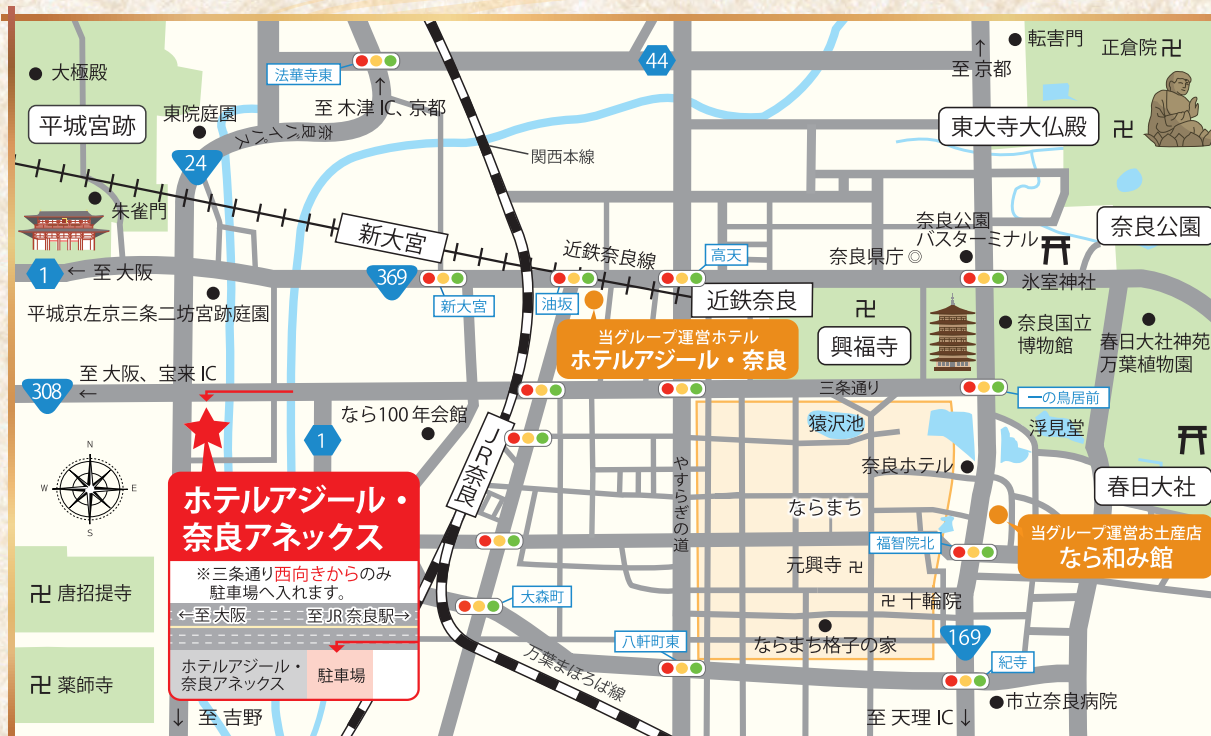 転害門
正倉院 卍
44
法華寺東
↑
至 京都
大極殿
↑
至 木津 IC、京都
平城宮跡
東院庭園
奈良バイパス
東大寺大仏殿
卍
関西本線
24
朱雀門
新大宮
奈良公園
バスターミナル
奈良公園
近鉄奈良線
高天
奈良県庁 ◎
1
← 至 大阪
369
新大宮
油坂
近鉄奈良
氷室神社
平城京左京三条二坊宮跡庭園
卍
興福寺
奈良国立
博物館
春日大社神苑
万葉植物園
当グループ運営ホテル
ホテルアジール・奈良
至 大阪、宝来 IC
308
←
三条通り
一の鳥居前
なら100年会館
1
猿沢池
浮見堂
N
W
E
S
JR奈良
やすらぎの道
奈良ホテル
春日大社
ホテルアジール・
奈良アネックス
ならまち
福智院北
当グループ運営お土産店
なら和み館
※三条通り西向きからのみ
駐車場へ入れます。
元興寺 卍
卍 唐招提寺
←至 大阪
至JR 奈良駅→
大森町
卍 十輪院
八軒町東
ならまち格子の家
169
ホテルアジール・
奈良アネックス
駐車場
万葉まほろば線
紀寺
卍 薬師寺
市立奈良病院
↓ 至 吉野
至 天理 IC ↓